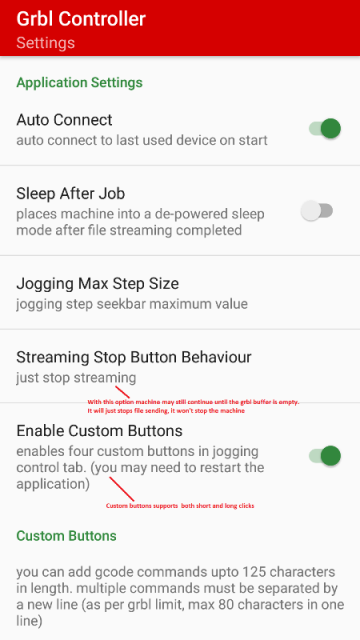 Grbl Controller
Settings
Application Settings
Auto Connect
auto connect to last used device on start
Sleep After Job
places machine into a de-powered sleep
mode after file streaming completed
Jogging Max Step Size
jogging step seekbar maximum value
Streaming Stop Button Behaviour
just stop streaming
With this option machina may still continue until the grbl buffer is empty.
It will just stops file sending, it won't stop the machine
Enable Custom Buttons
enables four custom buttons in jogging
control tab. (you may need to restart the
application)
Custom buttons supports both short and long clicks
Custom Buttons
you can add gcode commands upto 125 characters
in length. multiple commands must be separated by
a new line (as per grbl limit, max 80 characters in one
line)